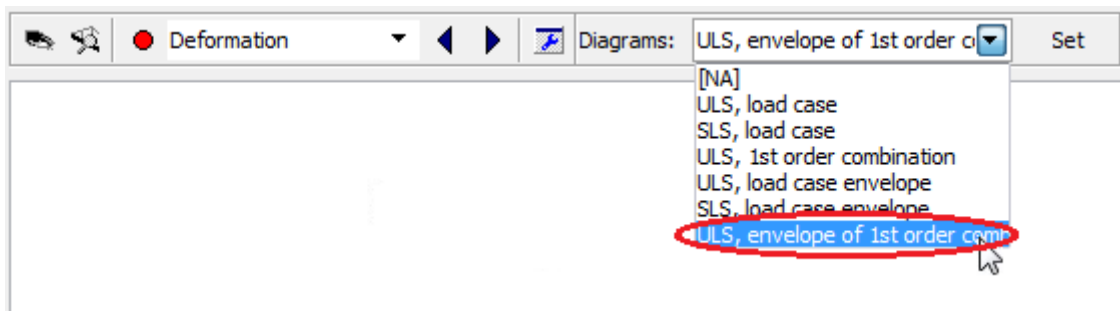 Deformation Diagrams: ULS, envelope of 1st order c Set
[NA]
ULS, load case
SLS, load case
ULS, 1st order combination
ULS, load case envelope
SLS, load case envelope
ULS, envelope of 1st order comb